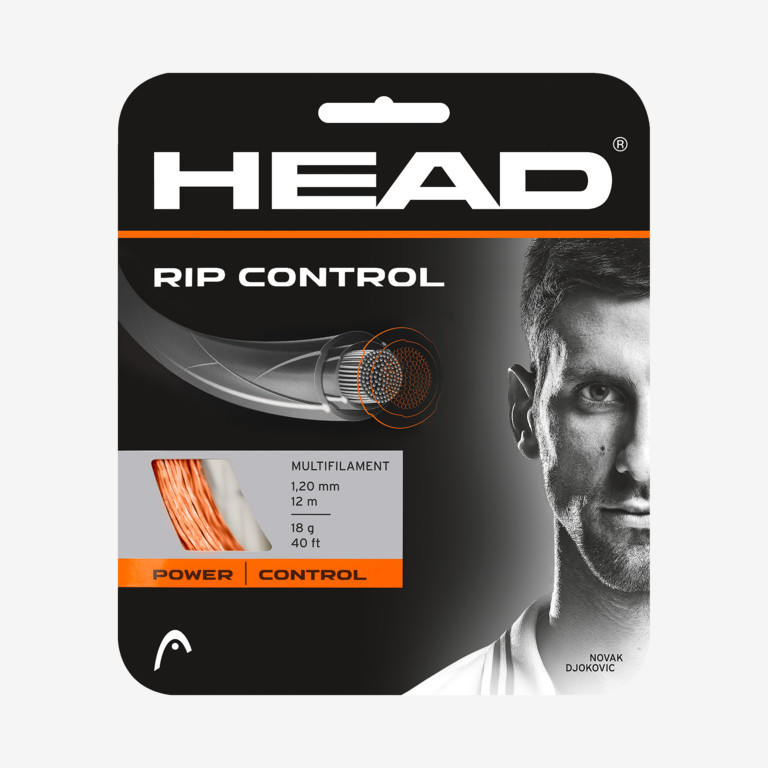 HEAD®
RIP CONTROL
MULTIFILAMENT
1,20 mm
12 m
18 g
40 ft
POWER | CONTROL
NOVAK
DJOKOVIC